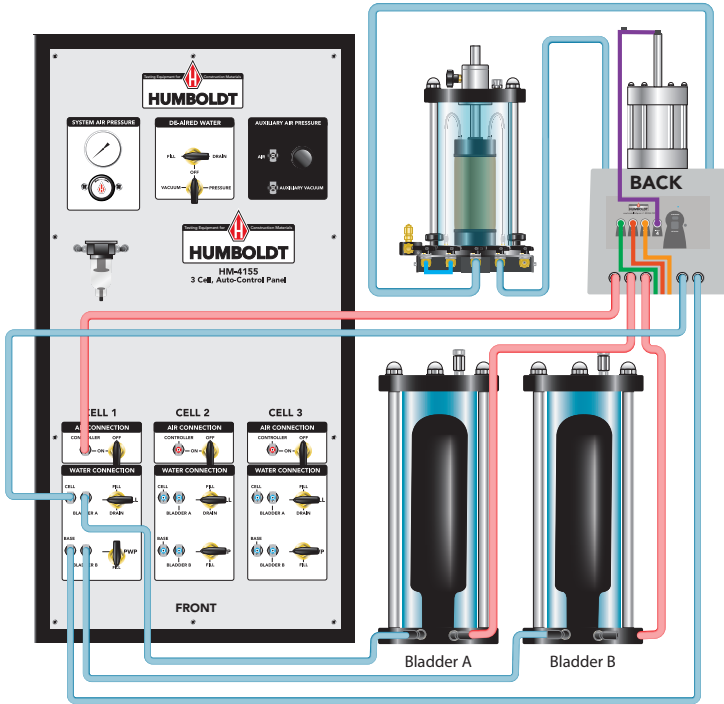 Testing Equipment for Construction Materials
HUMBOLDT
SYSTEM AIR PRESSURE
DE-AIRED WATER
FILL
DRAIN
OFF
VACUUM
PRESSURE
AUXILIARY AIR PRESSURE
AIR
AUXILIARY VACUUM
Testing Equipment for Construction Materials
HUMBOLDT
HM-4155
3 Cell, Auto-Control Panel
BACK
CELL 1
AIR CONNECTION
CONTROLLER
OFF
ON
WATER CONNECTION
CELL
FILL
BLADDER A
DRAIN
BASE
PWP
BLADDER B
FILL
CELL 2
AIR CONNECTION
CONTROLLER
OFF
ON
WATER CONNECTION
CELL
FILL
BLADDER A
DRAIN
BASE
BLADDER B
FILL
CELL 3
AIR CONNECTION
CONTROLLER
OFF
ON
WATER CONNECTION
CELL
FILL
BLADDER A
DRAIN
BASE
BLADDER B
FILL
FRONT
Bladder A
Bladder B